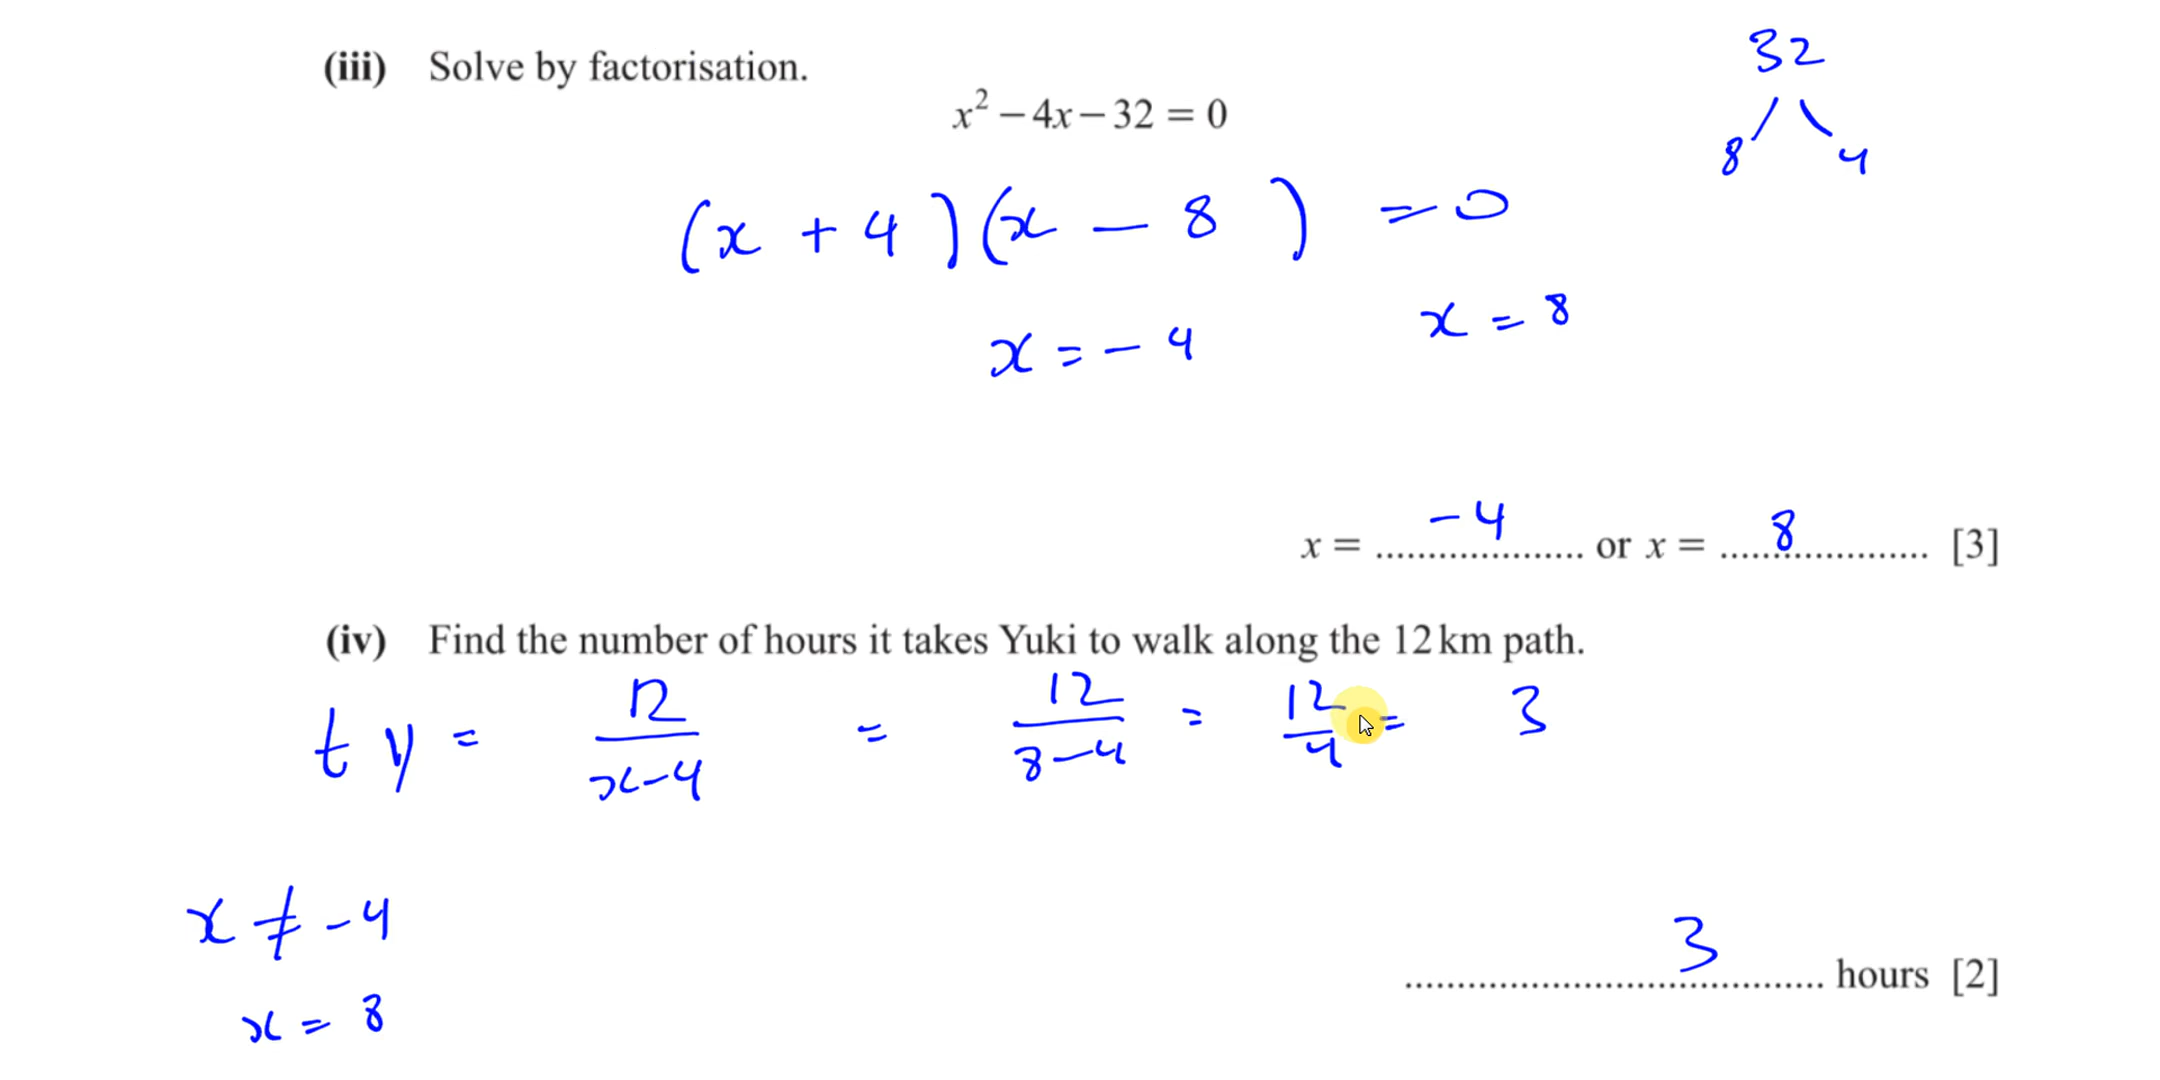 (iii) Solve by factorisation.
x² − 4x − 32 = 0
32
8 4
(x + 4)(x − 8) = 0
x = −4 x = 8
x = −4 or x = 8 [3]
(iv) Find the number of hours it takes Yuki to walk along the 12 km path.
t y = 12/(x−4) = 12/(8−4) = 12/4 = 3
x ≠ −4
x = 8
3 hours [2]